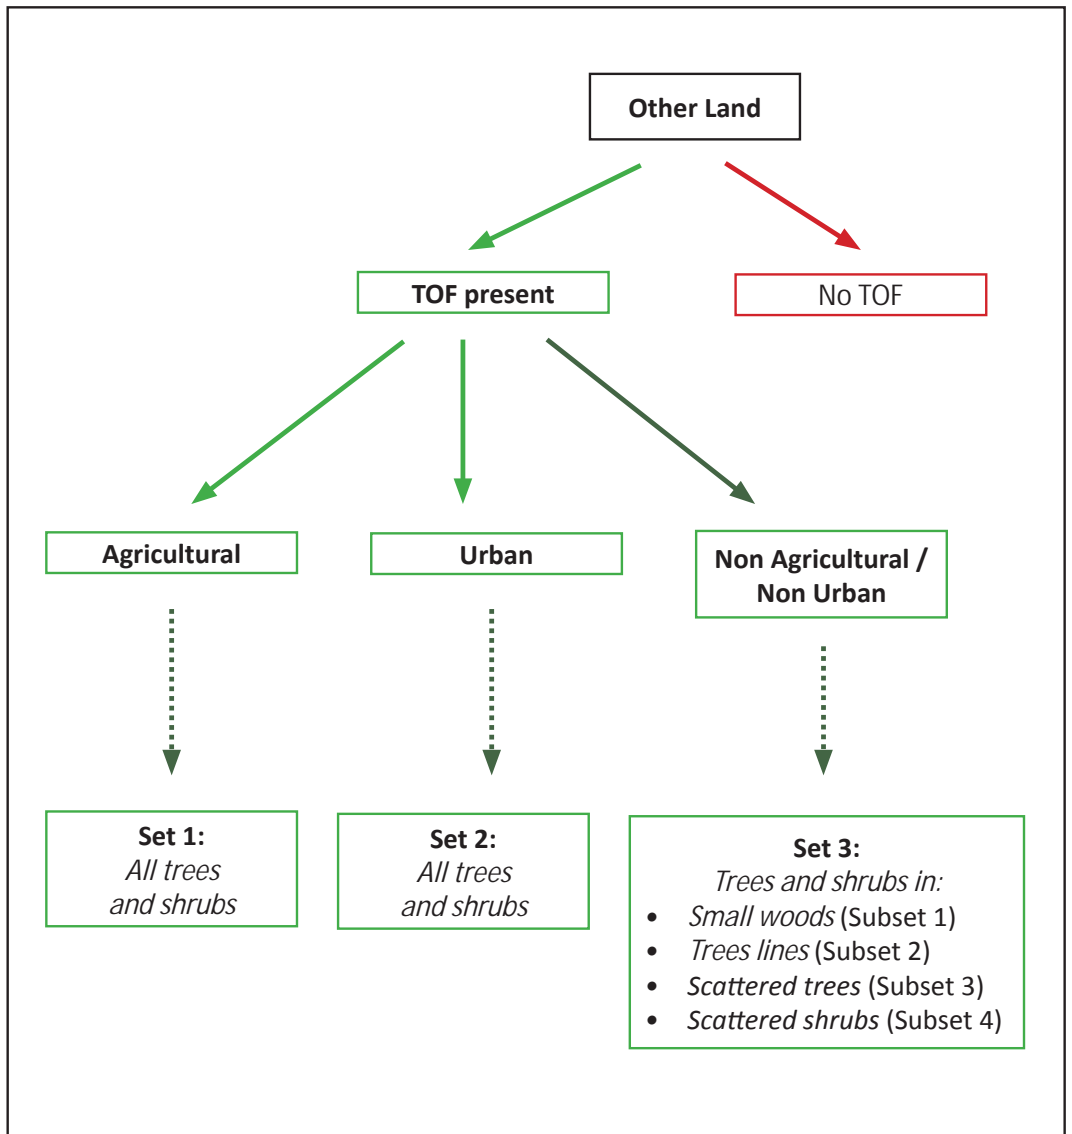 Other Land
TOF present
No TOF
Agricultural
Urban
Non Agricultural /
Non Urban
Set 1:
All trees
and shrubs
Set 2:
All trees
and shrubs
Set 3:
Trees and shrubs in:
• Small woods (Subset 1)
• Trees lines (Subset 2)
• Scattered trees (Subset 3)
• Scattered shrubs (Subset 4)